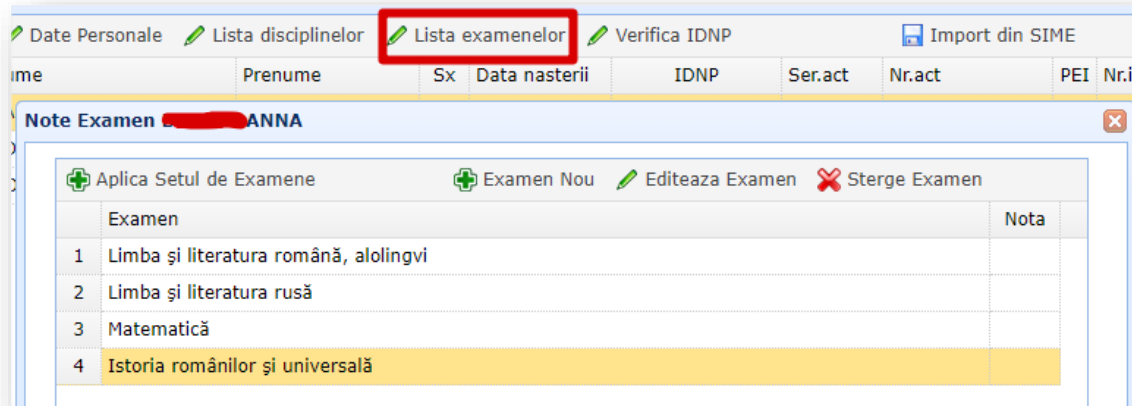 Date Personale Lista disciplinelor Lista examenelor Verifica IDNP Import din SIME
ume Prenume Sx Data nasterii IDNP Ser.act Nr.act PEI Nr.i
Note Examen ANNA
Aplica Setul de Examene Examen Nou Editeaza Examen Sterge Examen
Examen Nota
1 Limba şi literatura română, alolingvi
2 Limba şi literatura rusă
3 Matematică
4 Istoria românilor şi universală